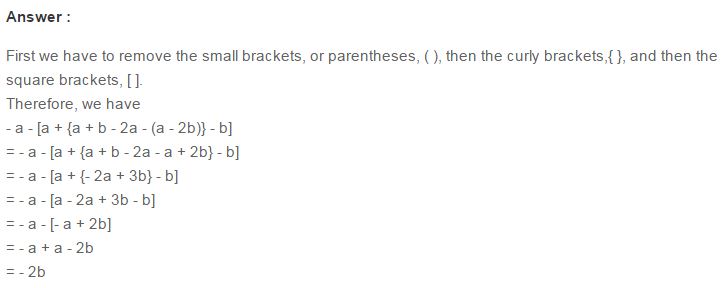 Answer :
First we have to remove the small brackets, or parentheses, ( ), then the curly brackets,{ }, and then the
square brackets, [ ].
Therefore, we have
- a - [a + {a + b - 2a - (a - 2b)} - b]
= - a - [a + {a + b - 2a - a + 2b} - b]
= - a - [a + {- 2a + 3b} - b]
= - a - [a - 2a + 3b - b]
= - a - [- a + 2b]
= - a + a - 2b
= - 2b